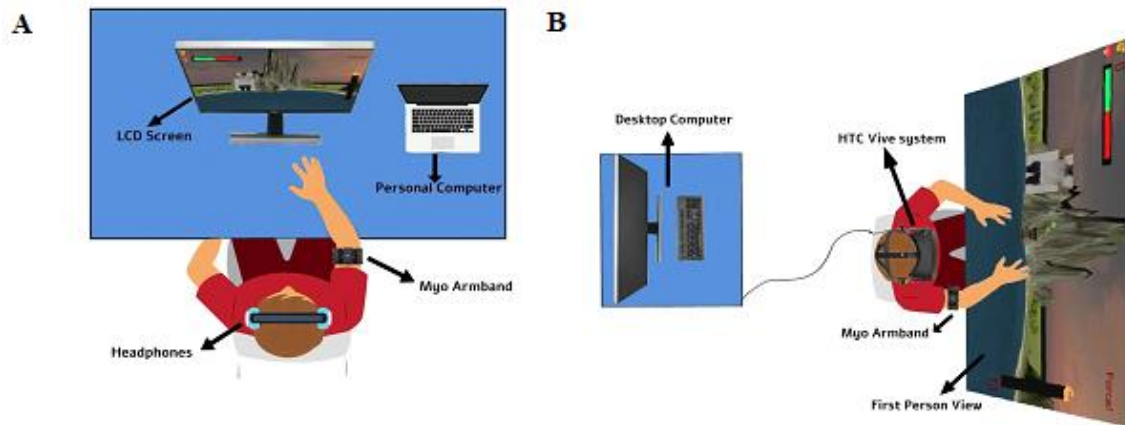 A
LCD Screen
Personal Computer
Myo Armband
Headphones
B
Desktop Computer
HTC Vive system
Myo Armband
First Person View